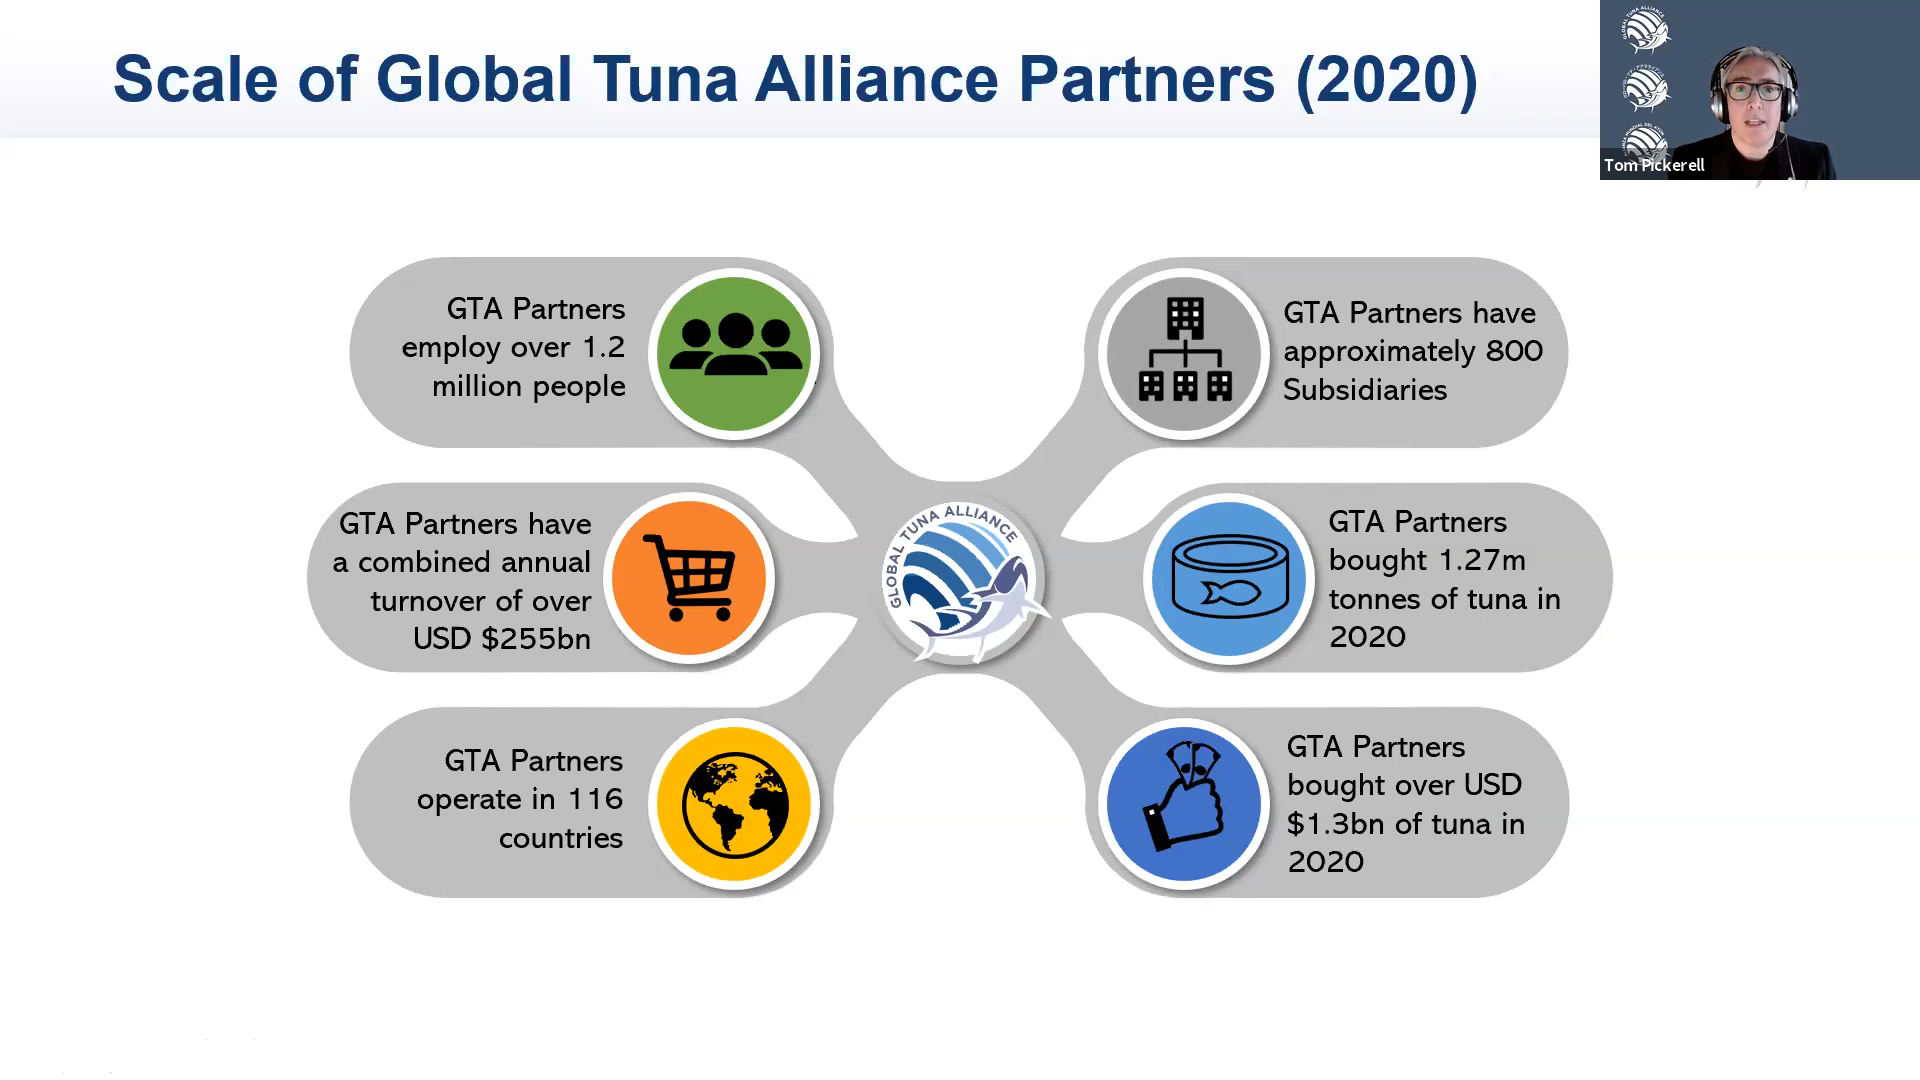 Scale of Global Tuna Alliance Partners (2020)
GLOBAL TUNA ALLIANCE
Tom Pickerell
GTA Partners
employ over 1.2
million people
GTA Partners have
approximately 800
Subsidiaries
GTA Partners have
a combined annual
turnover of over
USD $255bn
GLOBAL TUNA ALLIANCE
GTA Partners
bought 1.27m
tonnes of tuna in
2020
GTA Partners
operate in 116
countries
GTA Partners
bought over USD
$1.3bn of tuna in
2020